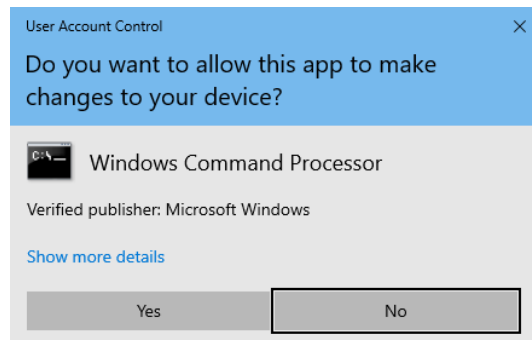 User Account Control
Do you want to allow this app to make
changes to your device?
C:\_
Windows Command Processor
Verified publisher: Microsoft Windows
Show more details
Yes
No